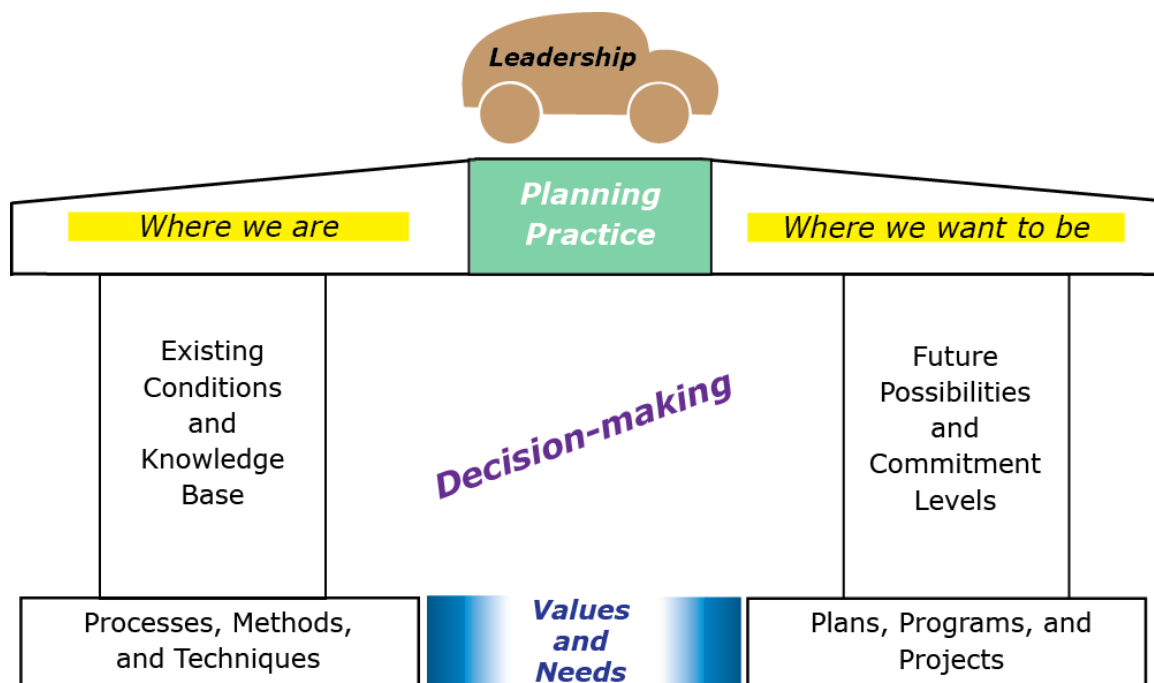 Leadership
Planning
Practice
Where we are
Where we want to be
Existing
Conditions
and
Knowledge
Base
Decision-making
Future
Possibilities
and
Commitment
Levels
Processes, Methods,
and Techniques
Values
and
Needs
Plans, Programs, and
Projects